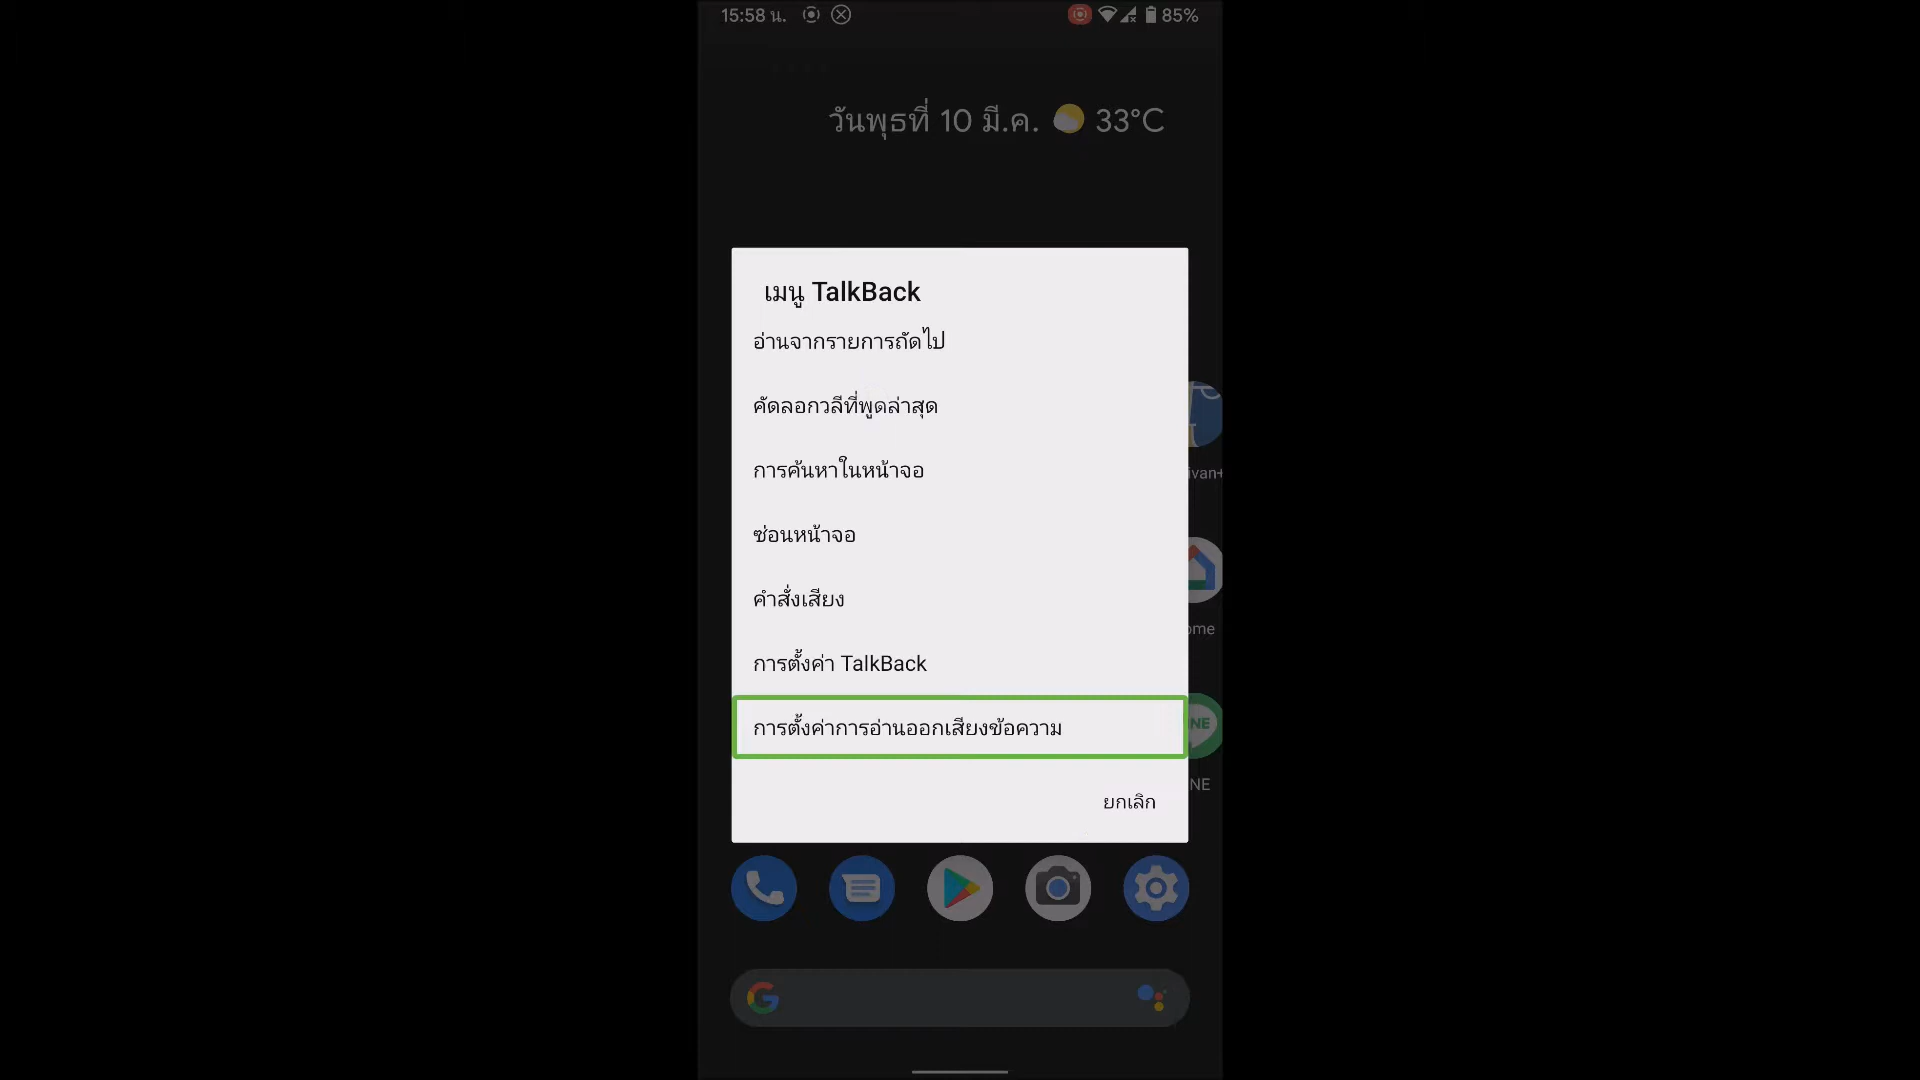 15:58 น. 85%
วันพุธที่ 10 มี.ค. 33°C
เมนู TalkBack
อ่านจากรายการถัดไป
คัดลอกวลีที่พูดล่าสุด
การค้นหาในหน้าจอ
ivan+
ซ่อนหน้าจอ
คำสั่งเสียง
ome
การตั้งค่า TalkBack
การตั้งค่าการอ่านออกเสียงข้อความ
NE
NE
ยกเลิก